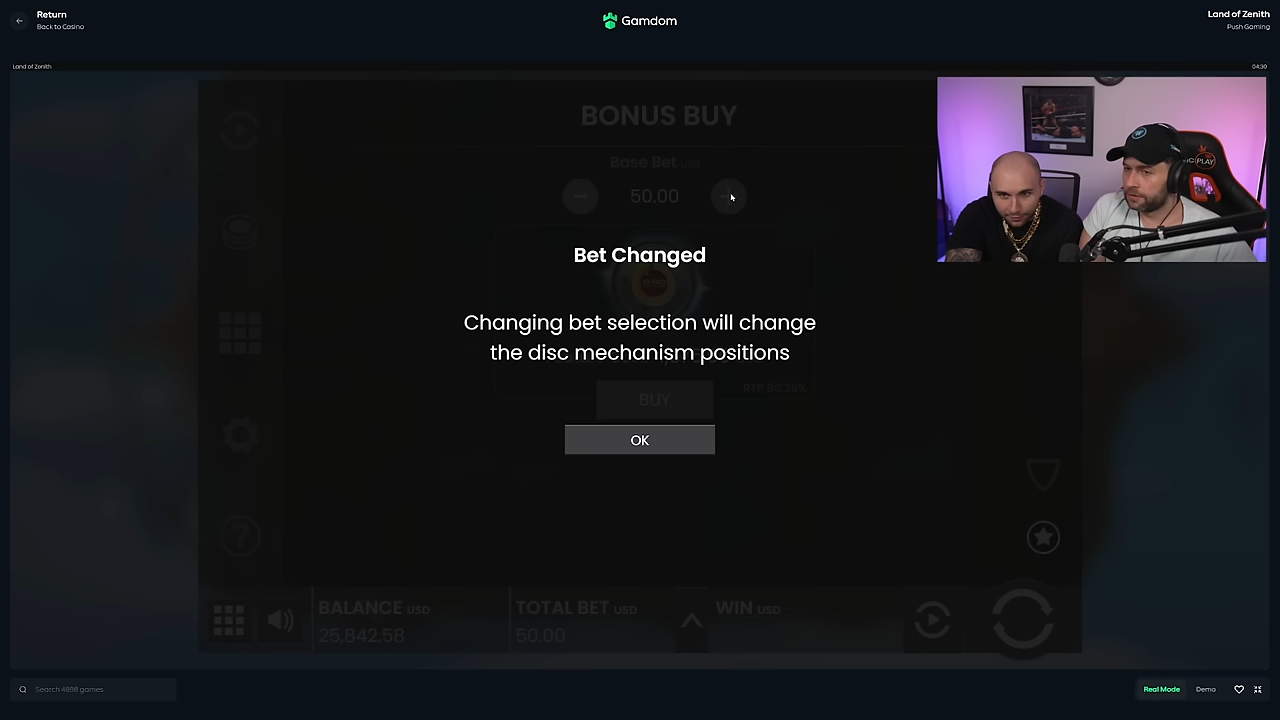 Return
Back to Casino
Gamdom
Land of Zenith
Push Gaming
Land of Zenith
04:30
BONUS BUY
Base Bet USD
50.00
Bet Changed
Changing bet selection will change
the disc mechanism positions
BUY
OK
BALANCE USD
25,842.58
TOTAL BET USD
50.00
WIN USD
Search 4898 games
Real Mode
Demo